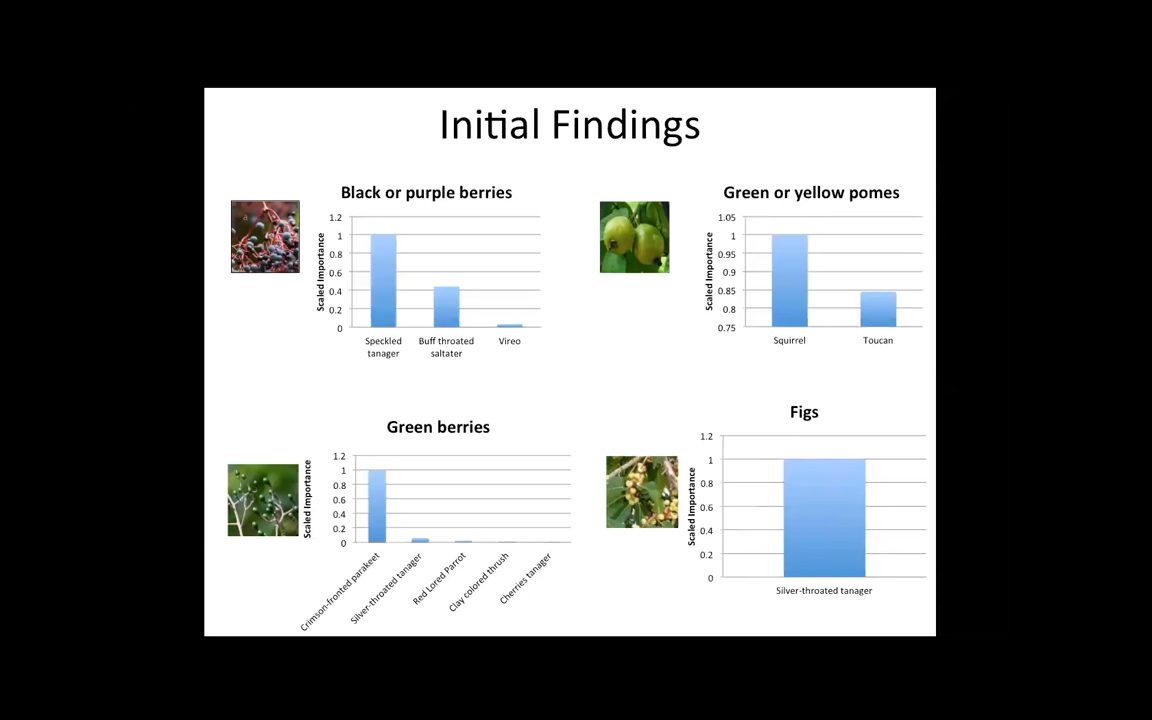 Initial Findings
Black or purple berries
Scaled Importance
1.2
1
0.8
0.6
0.4
0.2
0
Speckled tanager
Buff throated saltater
Vireo
Green or yellow pomes
Scaled Importance
1.05
1
0.95
0.9
0.85
0.8
0.75
Squirrel
Toucan
Green berries
Scaled Importance
1.2
1
0.8
0.6
0.4
0.2
0
Crimson-fronted parakeet
Silver-throated tanager
Red Lored Parrot
Clay colored thrush
Cherries tanager
Figs
Scaled Importance
1.2
1
0.8
0.6
0.4
0.2
0
Silver-throated tanager